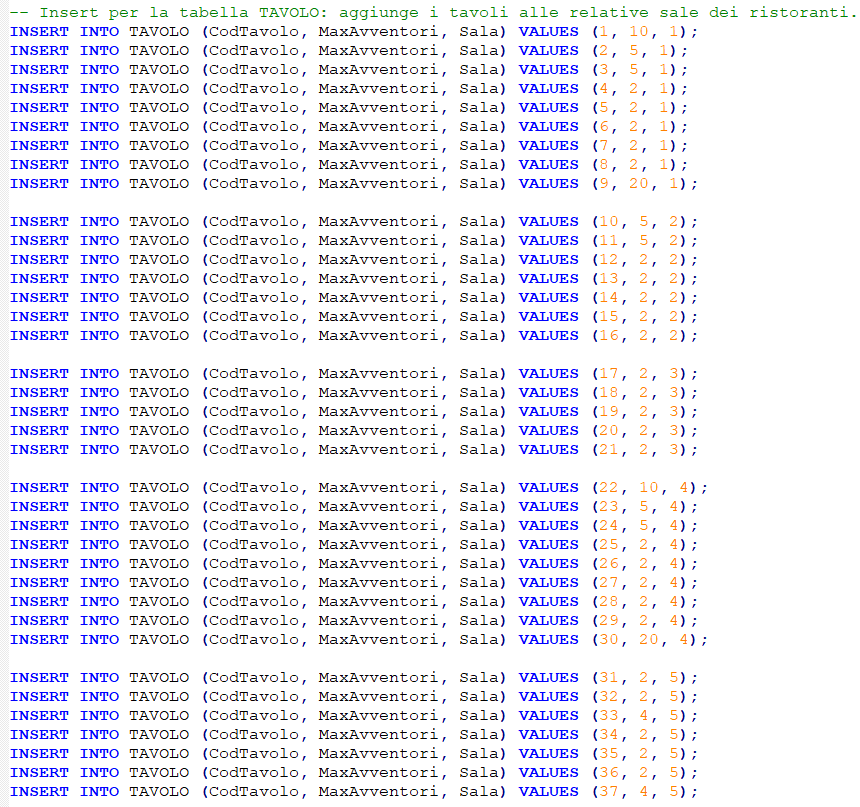 -- Insert per la tabella TAVOLO: aggiunge i tavoli alle relative sale dei ristoranti.
INSERT INTO TAVOLO (CodTavolo, MaxAvventori, Sala) VALUES (1, 10, 1);
INSERT INTO TAVOLO (CodTavolo, MaxAvventori, Sala) VALUES (2, 5, 1);
INSERT INTO TAVOLO (CodTavolo, MaxAvventori, Sala) VALUES (3, 5, 1);
INSERT INTO TAVOLO (CodTavolo, MaxAvventori, Sala) VALUES (4, 2, 1);
INSERT INTO TAVOLO (CodTavolo, MaxAvventori, Sala) VALUES (5, 2, 1);
INSERT INTO TAVOLO (CodTavolo, MaxAvventori, Sala) VALUES (6, 2, 1);
INSERT INTO TAVOLO (CodTavolo, MaxAvventori, Sala) VALUES (7, 2, 1);
INSERT INTO TAVOLO (CodTavolo, MaxAvventori, Sala) VALUES (8, 2, 1);
INSERT INTO TAVOLO (CodTavolo, MaxAvventori, Sala) VALUES (9, 20, 1);

INSERT INTO TAVOLO (CodTavolo, MaxAvventori, Sala) VALUES (10, 5, 2);
INSERT INTO TAVOLO (CodTavolo, MaxAvventori, Sala) VALUES (11, 5, 2);
INSERT INTO TAVOLO (CodTavolo, MaxAvventori, Sala) VALUES (12, 2, 2);
INSERT INTO TAVOLO (CodTavolo, MaxAvventori, Sala) VALUES (13, 2, 2);
INSERT INTO TAVOLO (CodTavolo, MaxAvventori, Sala) VALUES (14, 2, 2);
INSERT INTO TAVOLO (CodTavolo, MaxAvventori, Sala) VALUES (15, 2, 2);
INSERT INTO TAVOLO (CodTavolo, MaxAvventori, Sala) VALUES (16, 2, 2);

INSERT INTO TAVOLO (CodTavolo, MaxAvventori, Sala) VALUES (17, 2, 3);
INSERT INTO TAVOLO (CodTavolo, MaxAvventori, Sala) VALUES (18, 2, 3);
INSERT INTO TAVOLO (CodTavolo, MaxAvventori, Sala) VALUES (19, 2, 3);
INSERT INTO TAVOLO (CodTavolo, MaxAvventori, Sala) VALUES (20, 2, 3);
INSERT INTO TAVOLO (CodTavolo, MaxAvventori, Sala) VALUES (21, 2, 3);

INSERT INTO TAVOLO (CodTavolo, MaxAvventori, Sala) VALUES (22, 10, 4);
INSERT INTO TAVOLO (CodTavolo, MaxAvventori, Sala) VALUES (23, 5, 4);
INSERT INTO TAVOLO (CodTavolo, MaxAvventori, Sala) VALUES (24, 5, 4);
INSERT INTO TAVOLO (CodTavolo, MaxAvventori, Sala) VALUES (25, 2, 4);
INSERT INTO TAVOLO (CodTavolo, MaxAvventori, Sala) VALUES (26, 2, 4);
INSERT INTO TAVOLO (CodTavolo, MaxAvventori, Sala) VALUES (27, 2, 4);
INSERT INTO TAVOLO (CodTavolo, MaxAvventori, Sala) VALUES (28, 2, 4);
INSERT INTO TAVOLO (CodTavolo, MaxAvventori, Sala) VALUES (29, 2, 4);
INSERT INTO TAVOLO (CodTavolo, MaxAvventori, Sala) VALUES (30, 20, 4);

INSERT INTO TAVOLO (CodTavolo, MaxAvventori, Sala) VALUES (31, 2, 5);
INSERT INTO TAVOLO (CodTavolo, MaxAvventori, Sala) VALUES (32, 2, 5);
INSERT INTO TAVOLO (CodTavolo, MaxAvventori, Sala) VALUES (33, 4, 5);
INSERT INTO TAVOLO (CodTavolo, MaxAvventori, Sala) VALUES (34, 2, 5);
INSERT INTO TAVOLO (CodTavolo, MaxAvventori, Sala) VALUES (35, 2, 5);
INSERT INTO TAVOLO (CodTavolo, MaxAvventori, Sala) VALUES (36, 2, 5);
INSERT INTO TAVOLO (CodTavolo, MaxAvventori, Sala) VALUES (37, 4, 5);